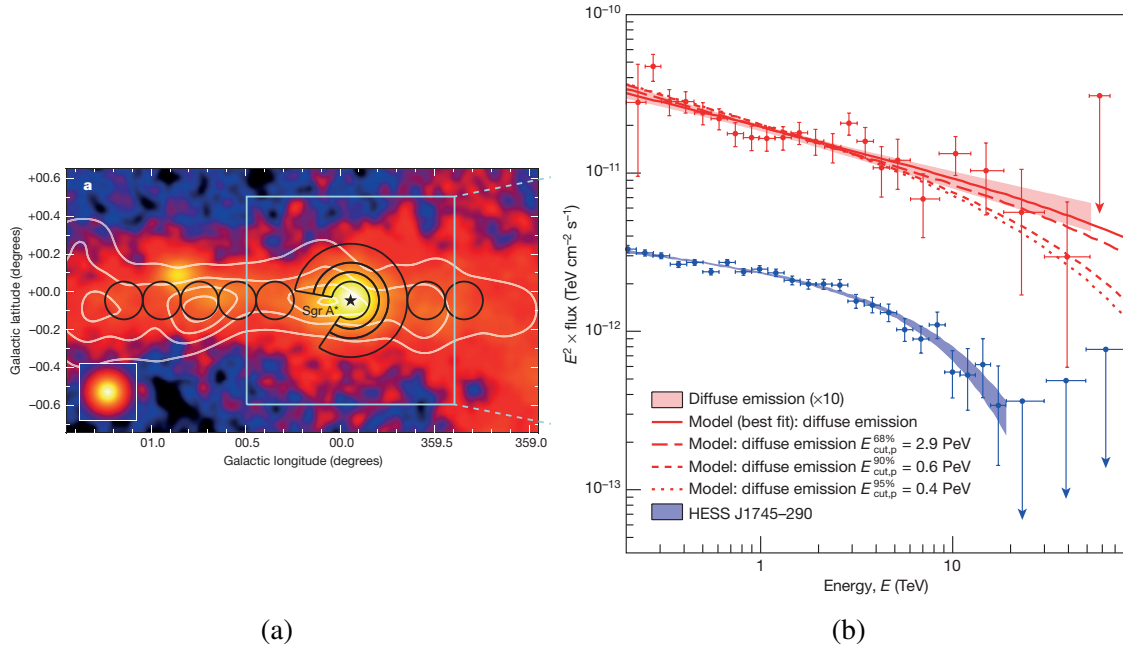 a
+00.6
+00.4
+00.2
+00.0
−00.2
−00.4
−00.6
Galactic latitude (degrees)
Sgr A*
01.0
00.5
00.0
359.5
359.0
Galactic longitude (degrees)
(a)
10⁻¹⁰
10⁻¹¹
10⁻¹²
10⁻¹³
E² × flux (TeV cm⁻² s⁻¹)
Diffuse emission (×10)
Model (best fit): diffuse emission
Model: diffuse emission E^68%_cut,p = 2.9 PeV
Model: diffuse emission E^90%_cut,p = 0.6 PeV
Model: diffuse emission E^95%_cut,p = 0.4 PeV
HESS J1745–290
1
10
Energy, E (TeV)
(b)